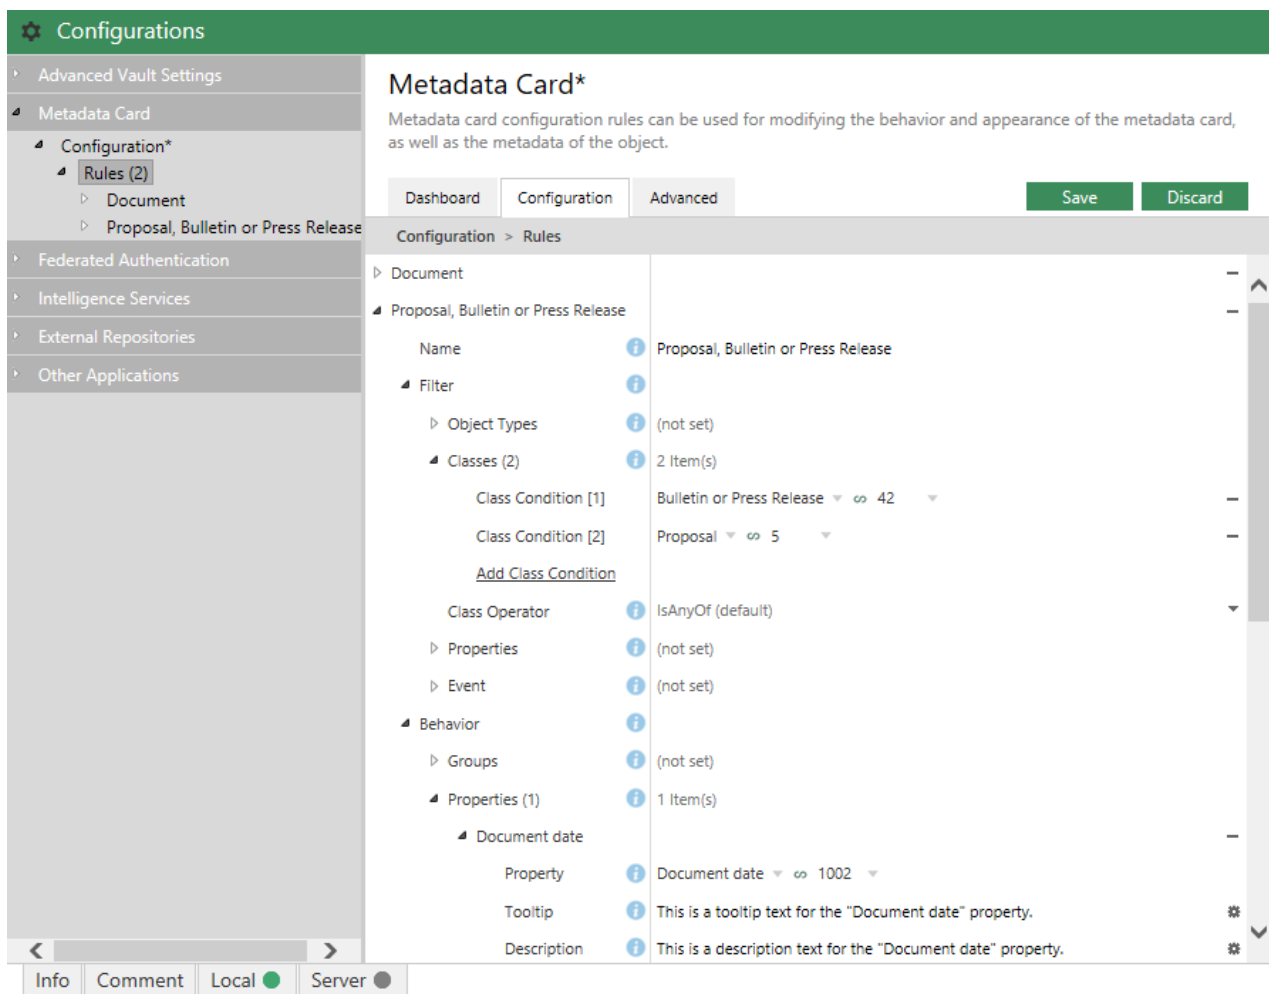 Configurations
Advanced Vault Settings
Metadata Card
Configuration*
Rules (2)
Document
Proposal, Bulletin or Press Release
Federated Authentication
Intelligence Services
External Repositories
Other Applications
Metadata Card*
Metadata card configuration rules can be used for modifying the behavior and appearance of the metadata card,
as well as the metadata of the object.
Dashboard Configuration Advanced Save Discard
Configuration > Rules
Document
Proposal, Bulletin or Press Release
Name Proposal, Bulletin or Press Release
Filter
Object Types (not set)
Classes (2) 2 Item(s)
Class Condition [1] Bulletin or Press Release 42
Class Condition [2] Proposal 5
Add Class Condition
Class Operator IsAnyOf (default)
Properties (not set)
Event (not set)
Behavior
Groups (not set)
Properties (1) 1 Item(s)
Document date
Property Document date 1002
Tooltip This is a tooltip text for the "Document date" property.
Description This is a description text for the "Document date" property.
Info Comment Local Server